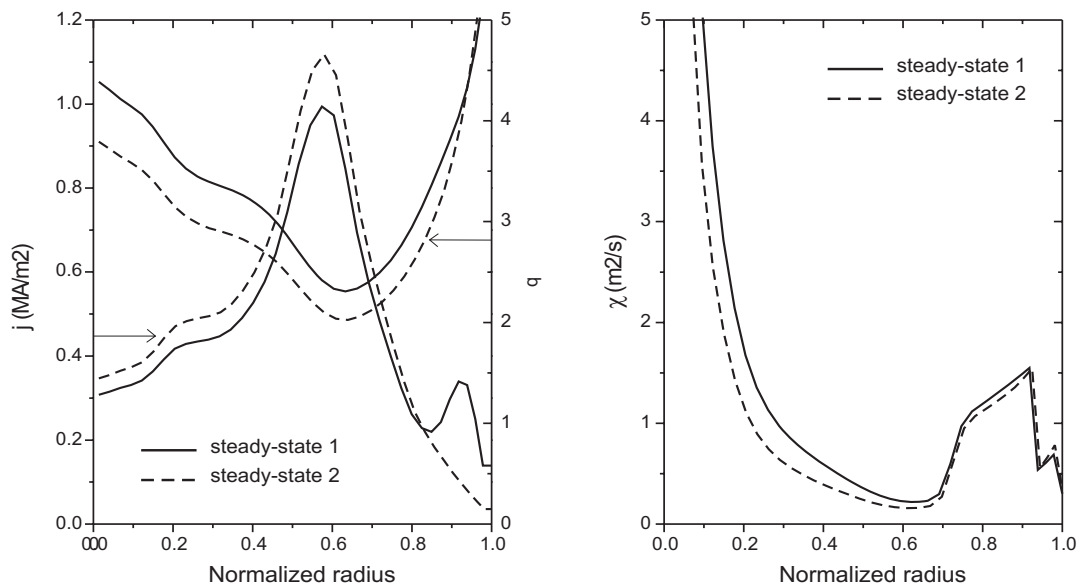 1.2
1.0
0.8
0.6
0.4
0.2
0.0
j (MA/m2)
5
4
3
2
1
0
q
steady-state 1
steady-state 2
0.0 0.2 0.4 0.6 0.8 1.0
Normalized radius
5
4
3
2
1
0
χ (m2/s)
steady-state 1
steady-state 2
0.0 0.2 0.4 0.6 0.8 1.0
Normalized radius